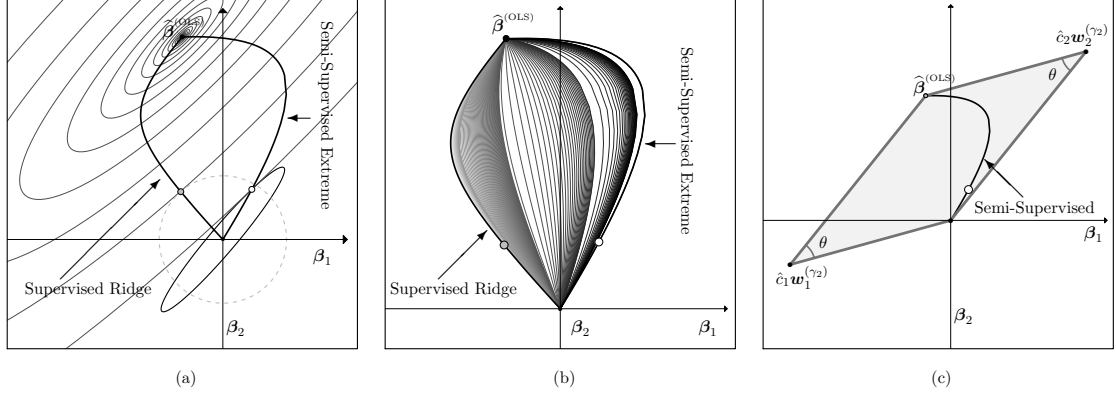 β̂^(OLS)
Semi-Supervised Extreme
β₁
Supervised Ridge
β₂
(a)
β̂^(OLS)
Semi-Supervised Extreme
Supervised Ridge
β₂
β₁
(b)
ĉ₂w₂^(γ₂)
θ
β̂^(OLS)
Semi-Supervised
β₁
θ
ĉ₁w₁^(γ₂)
β₂
(c)